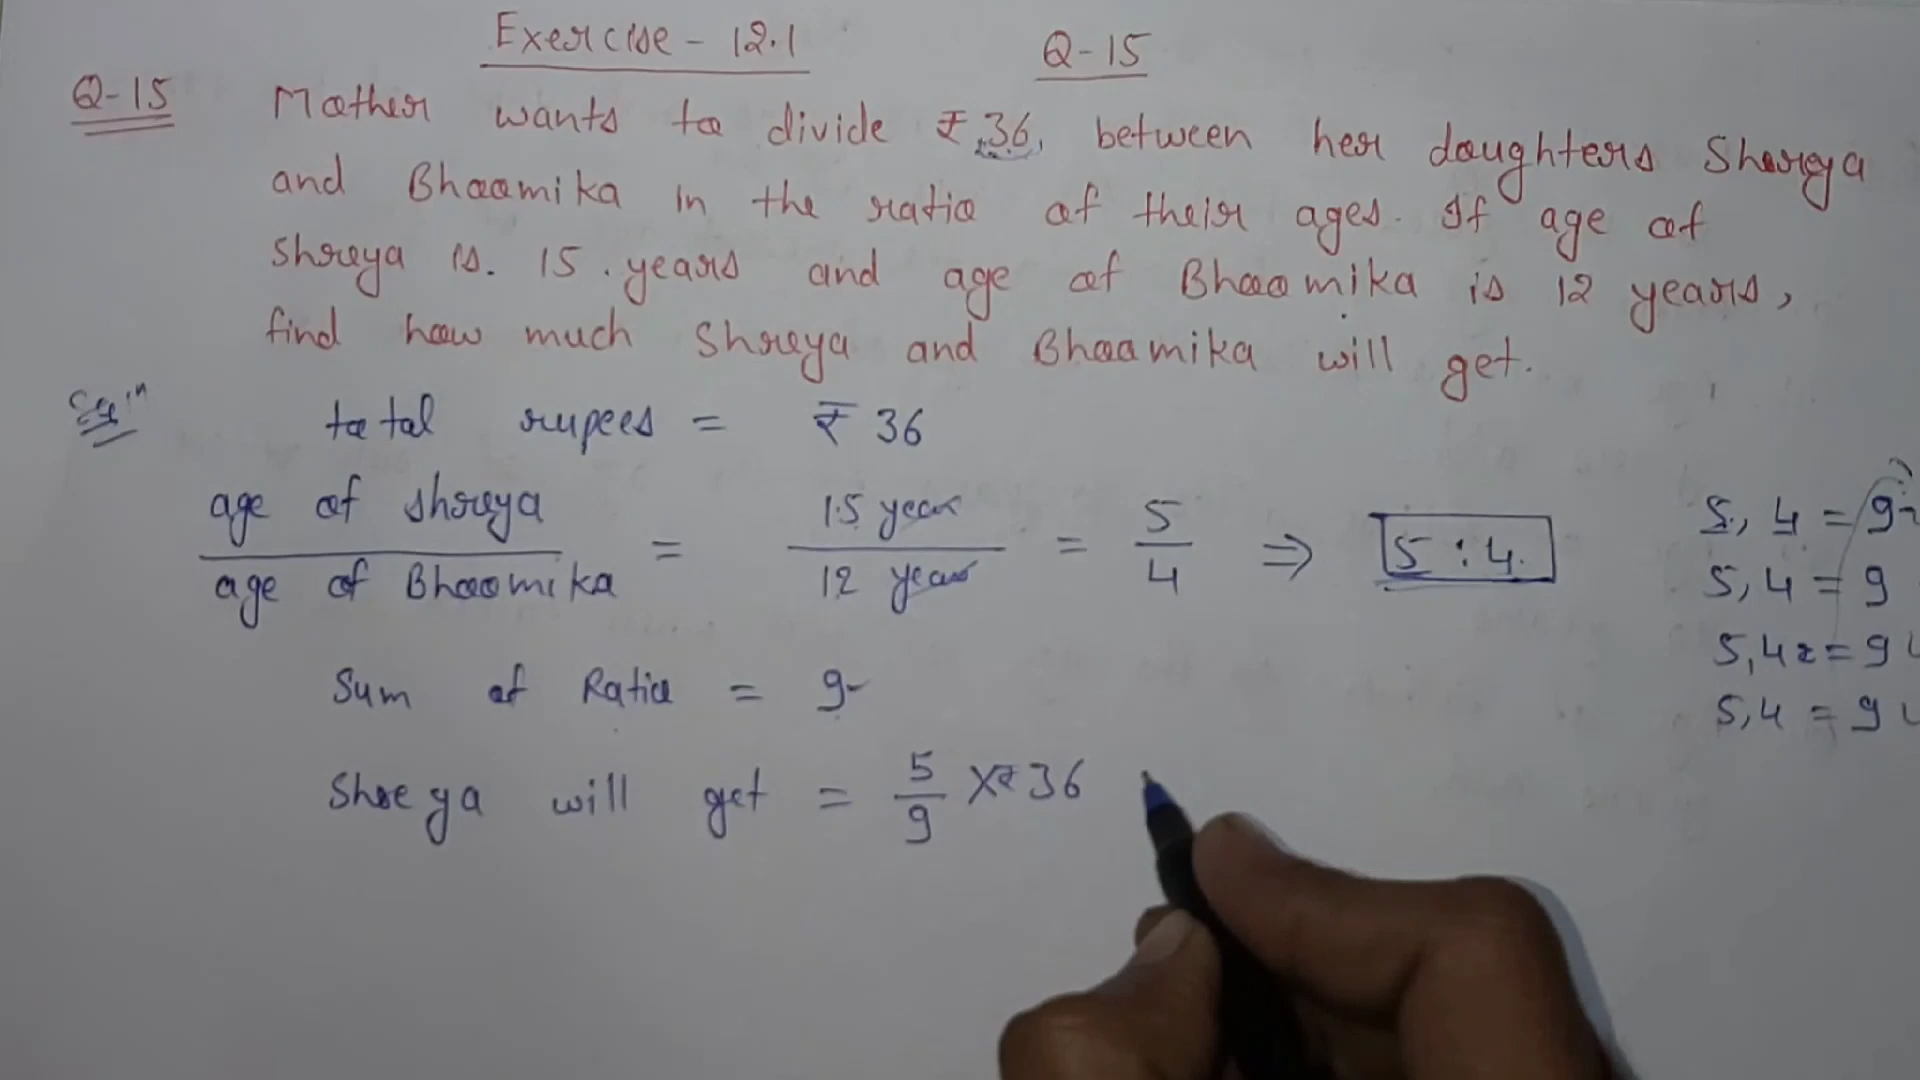 Exercise - 12.1
Q-15
Q-15 Mother wants to divide ₹ 36, between her daughters Shreya
and Bhoomika in the ratio of their ages. If age of
Shreya is. 15 years and age of Bhoomika is 12 years,
find how much Shreya and Bhoomika will get.
total rupees = ₹ 36
age of shreya / age of Bhoomika = 15 year / 12 year = 5/4 ⇒ 5 : 4.
5, 4 = 9
5, 4 = 9
5, 4 = 9
5, 4 = 9
Sum of Ratio = 9
Shreya will get = 5/9 × ₹ 36